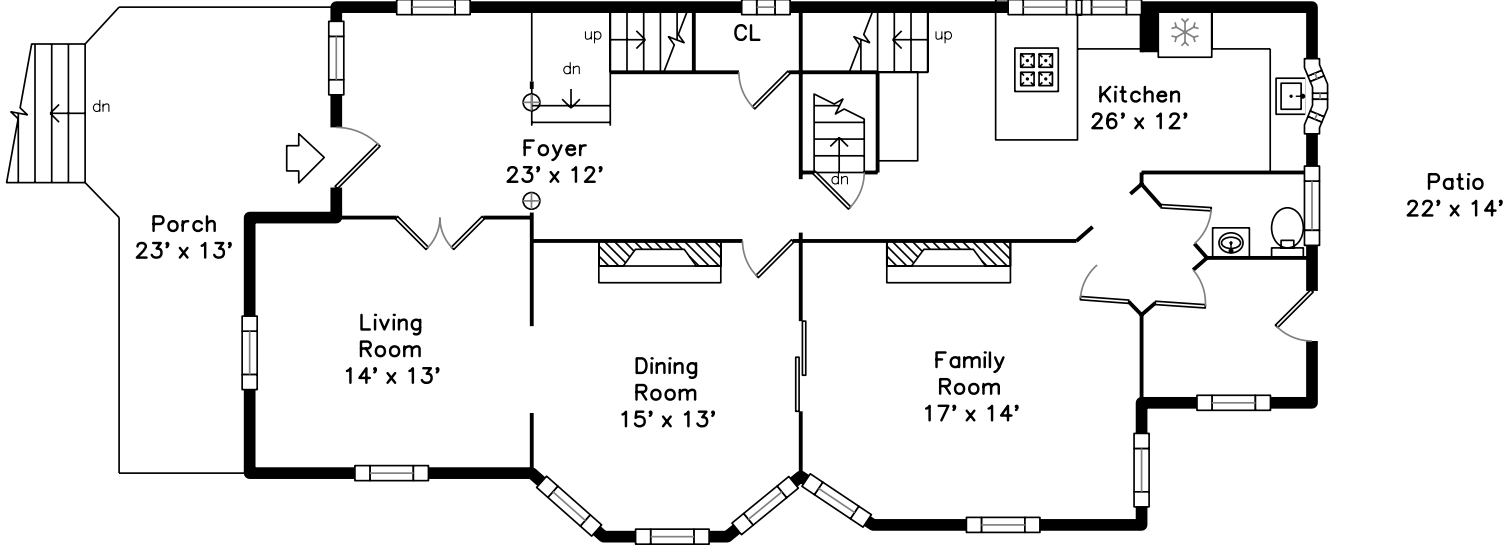 up
CL
up
dn
dn
Kitchen
26' x 12'
Foyer
23' x 12'
dn
Patio
22' x 14'
Porch
23' x 13'
Living
Room
14' x 13'
Dining
Room
15' x 13'
Family
Room
17' x 14'